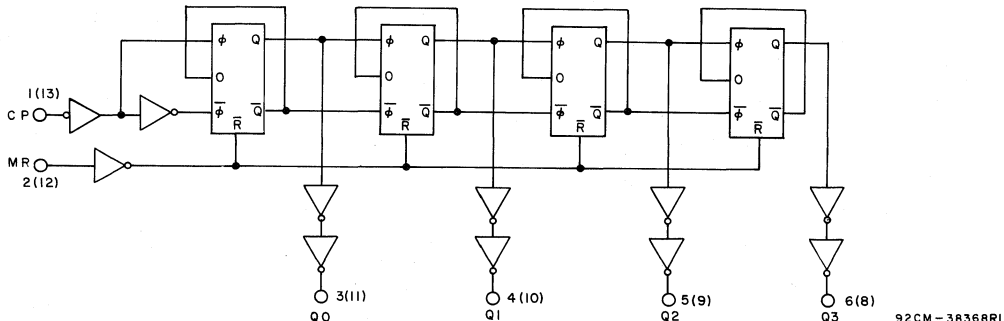 ϕ Q ϕ Q ϕ Q ϕ Q
O O O O
1(13)
CP
ϕ̅ Q̅ ϕ̅ Q̅ ϕ̅ Q̅ ϕ̅ Q̅
R̅ R̅ R̅ R̅
MR
2(12)
3(11) 4(10) 5(9) 6(8)
Q0 Q1 Q2 Q3
92CM-38368R1